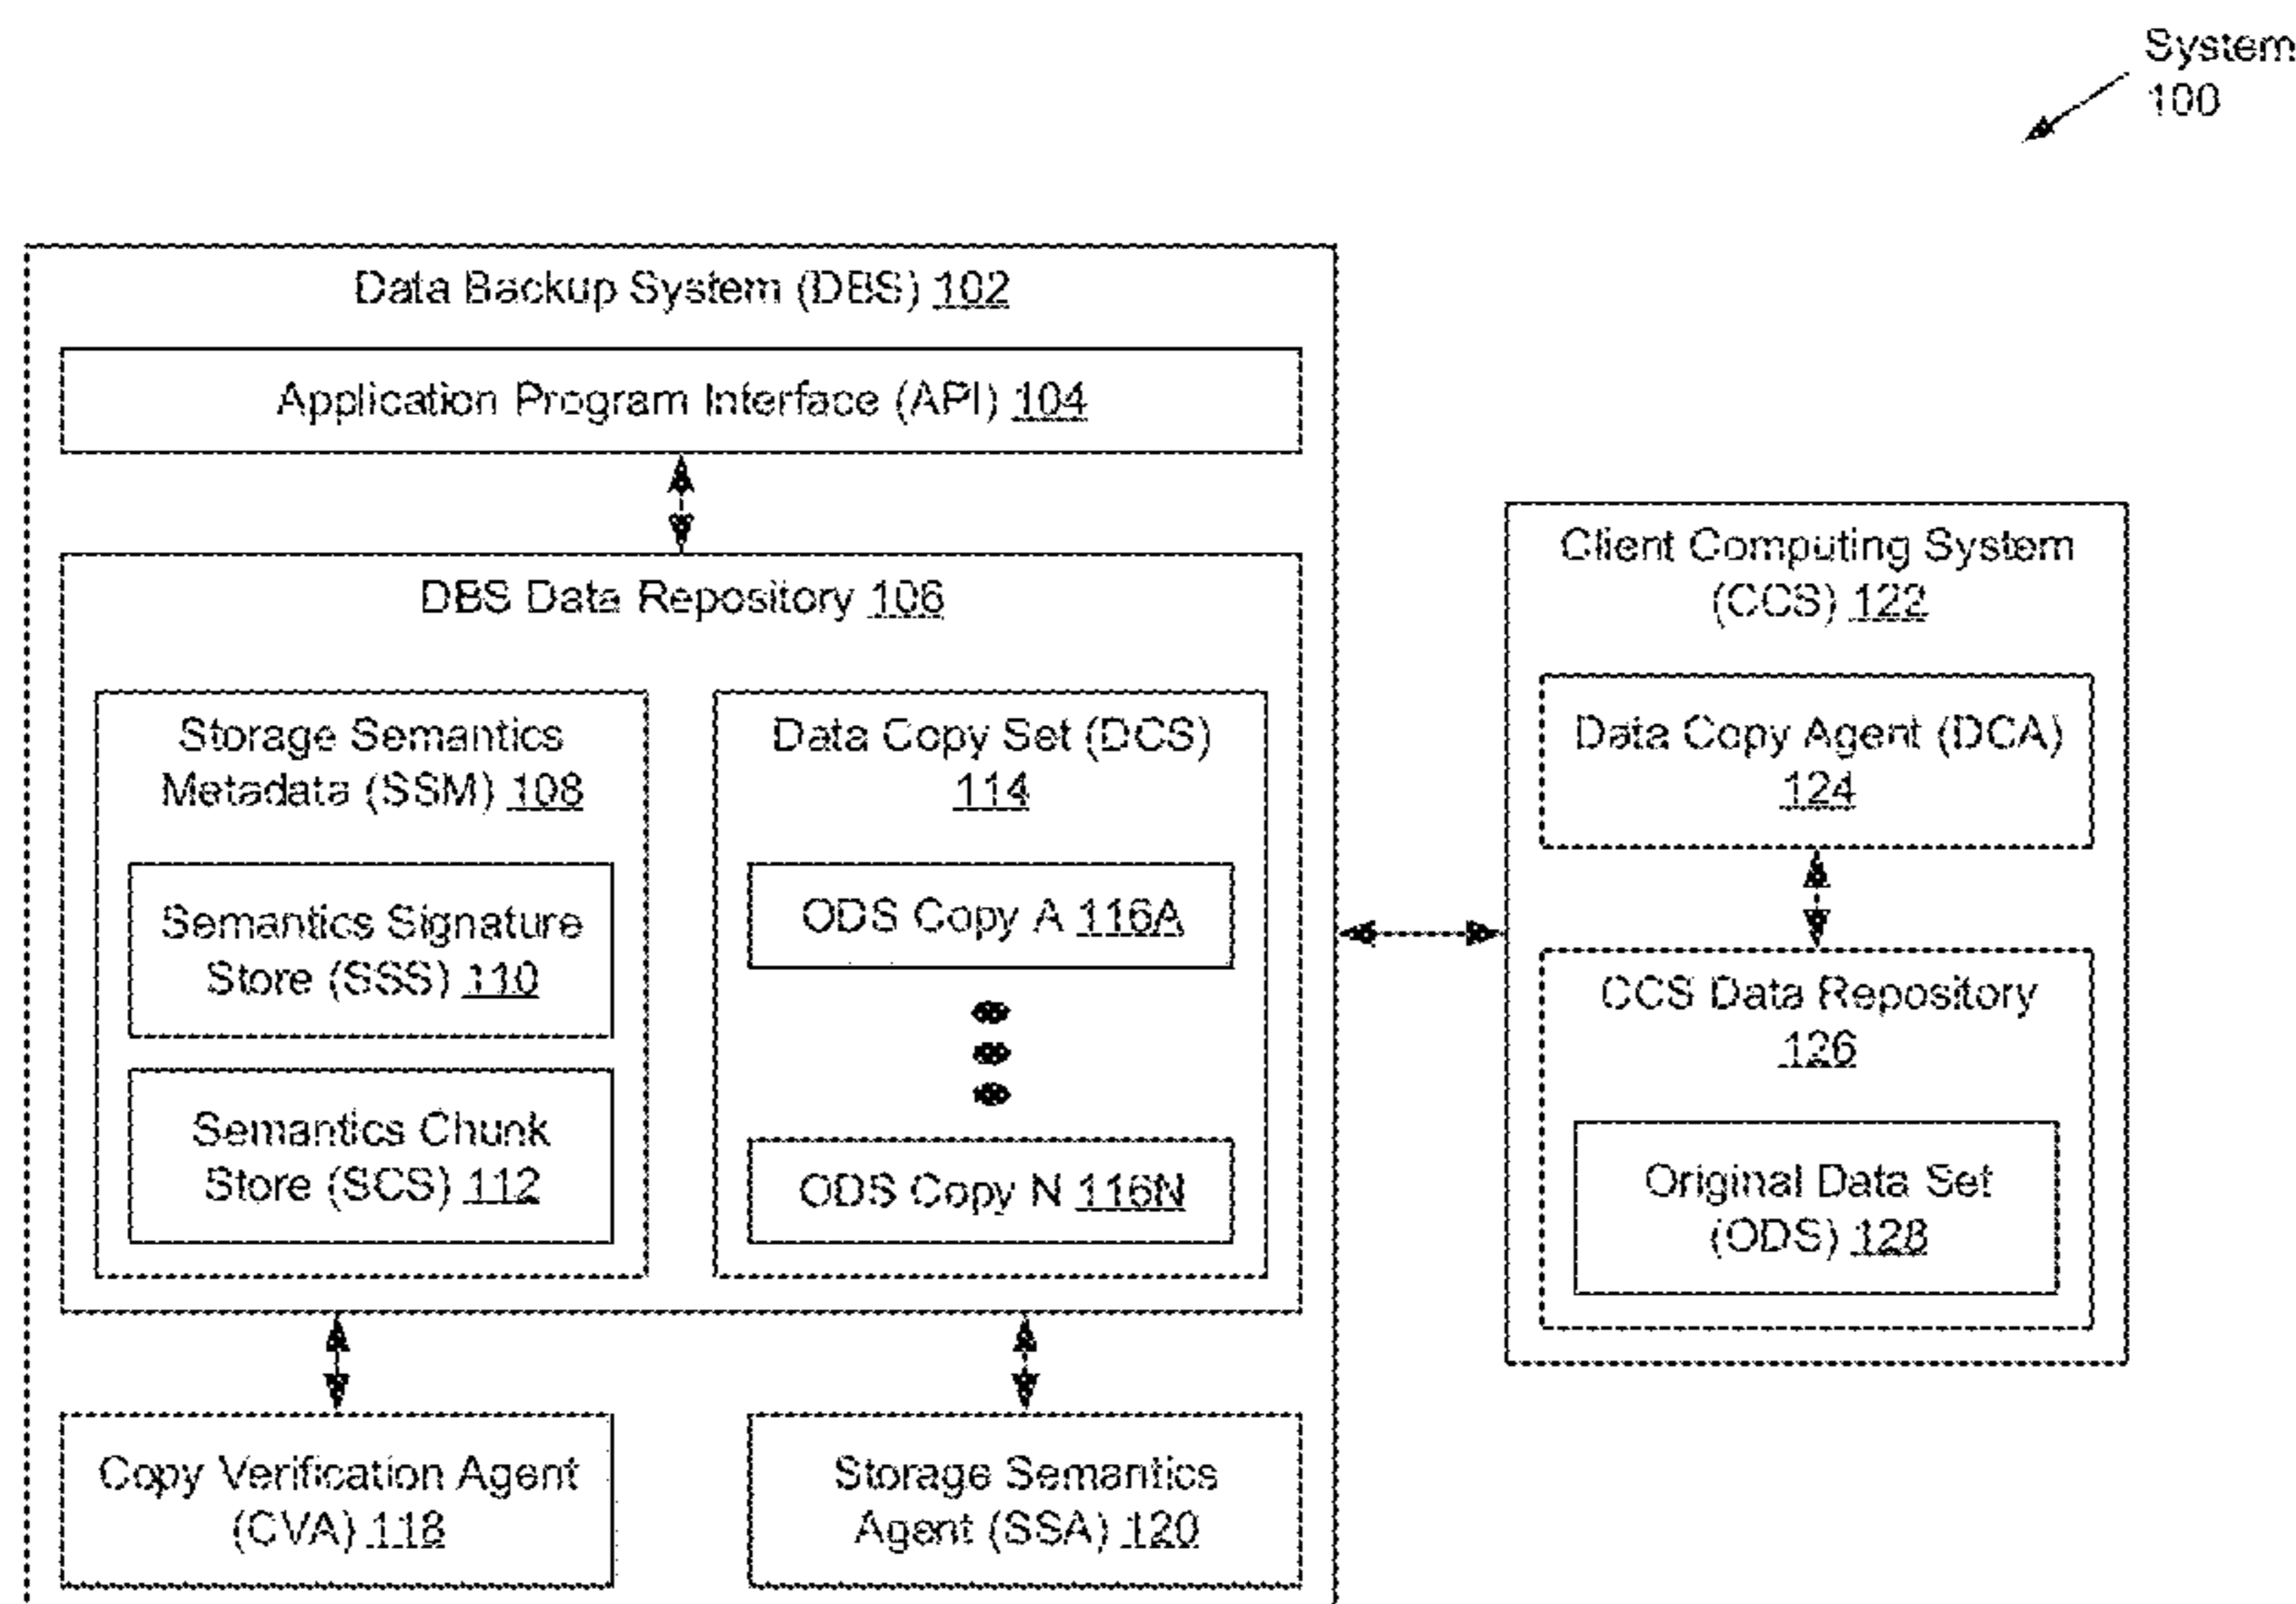 System
100
Data Backup System (DBS) 102
Application Program Interface (API) 104
DBS Data Repository 106
Storage Semantics
Metadata (SSM) 108
Semantics Signature
Store (SSS) 110
Semantics Chunk
Store (SCS) 112
Data Copy Set (DCS)
114
ODS Copy A 116A
ODS Copy N 116N
Copy Verification Agent
(CVA) 118
Storage Semantics
Agent (SSA) 120
Client Computing System
(CCS) 122
Data Copy Agent (DCA)
124
CCS Data Repository
126
Original Data Set
(ODS) 128